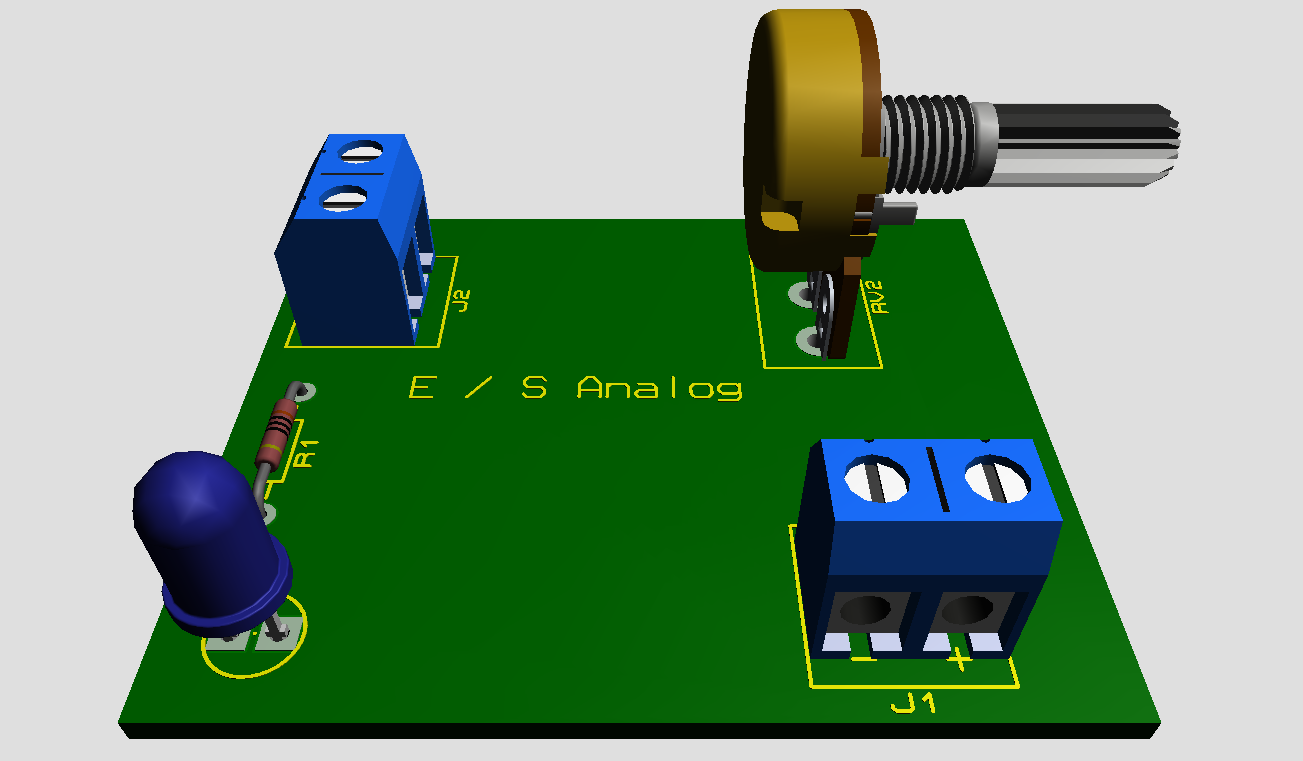 J2
RV2
E / S Analog
R1
- +
J1